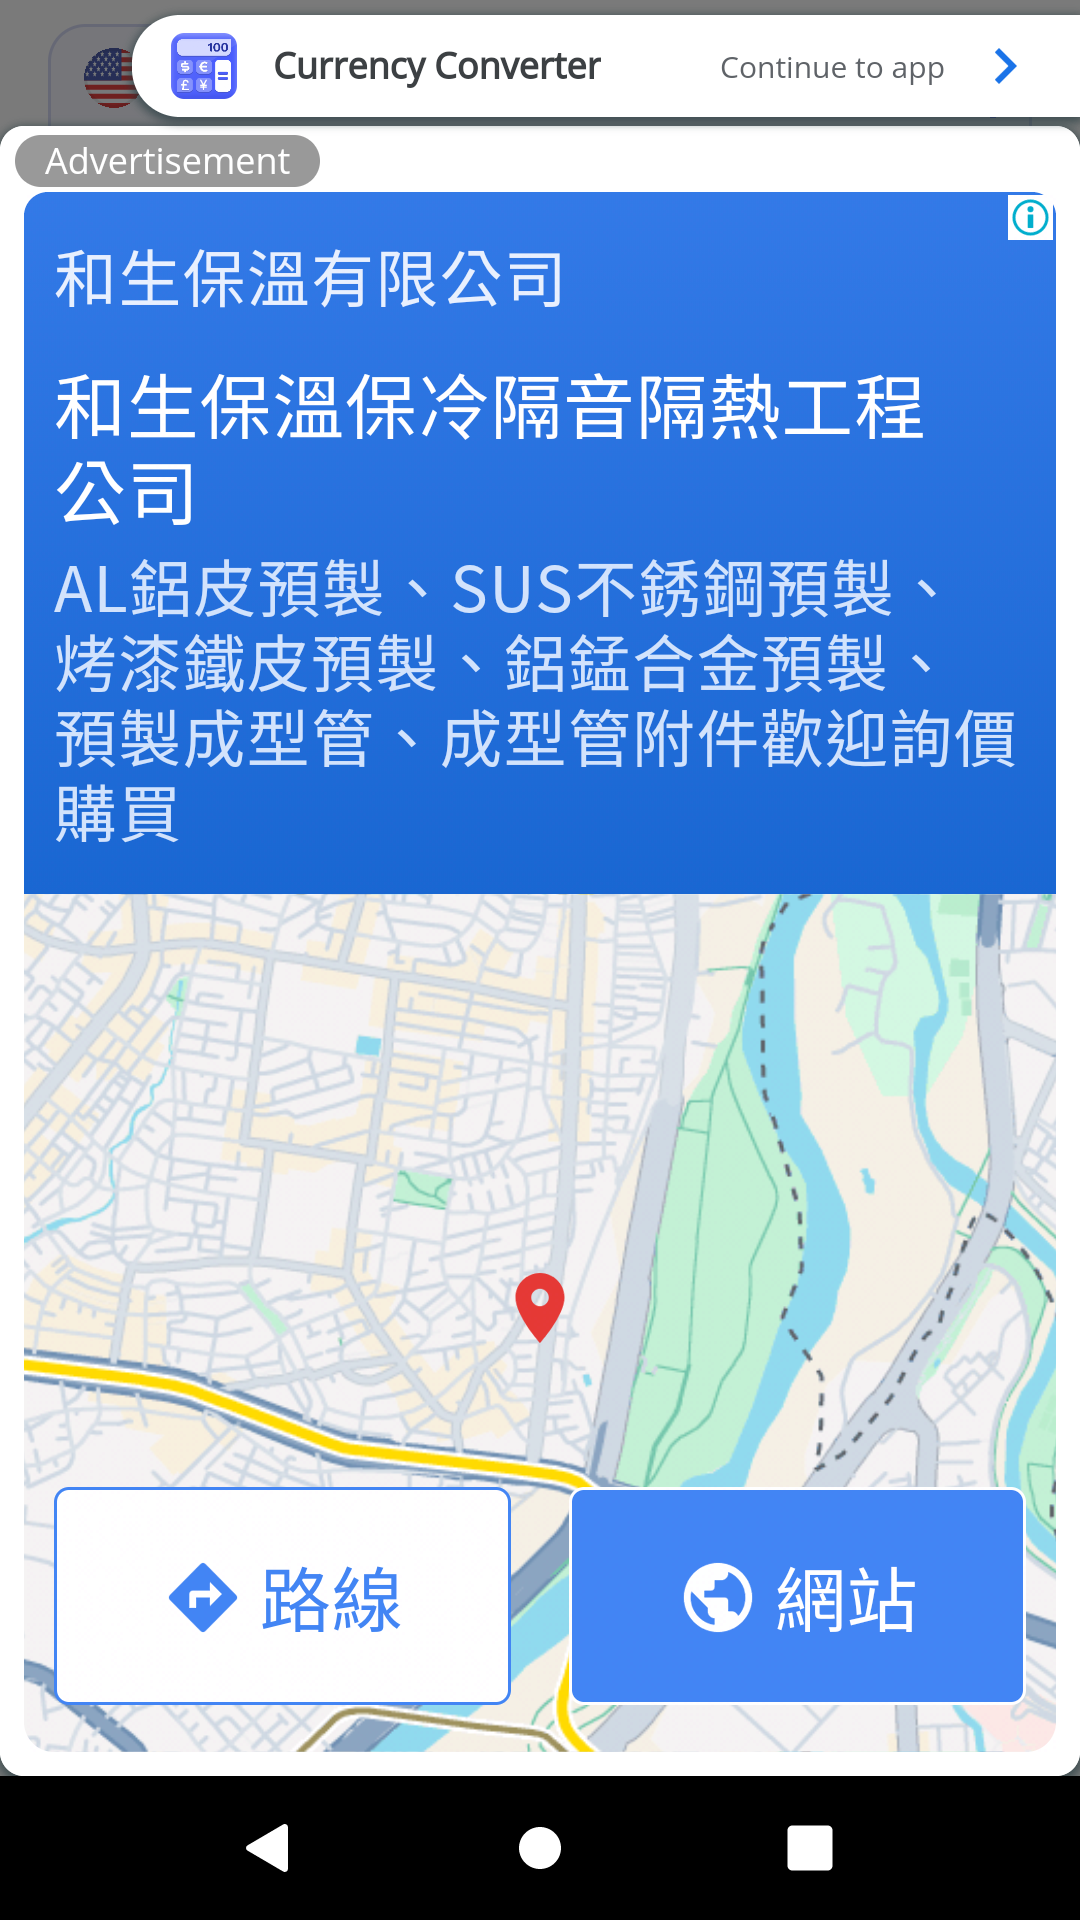 100
Currency Converter
Continue to app
Advertisement
和生保溫有限公司
和生保溫保冷隔音隔熱工程
公司
AL鋁皮預製、SUS不銹鋼預製、
烤漆鐵皮預製、鋁錳合金預製、
預製成型管、成型管附件歡迎詢價
購買
路線
網站